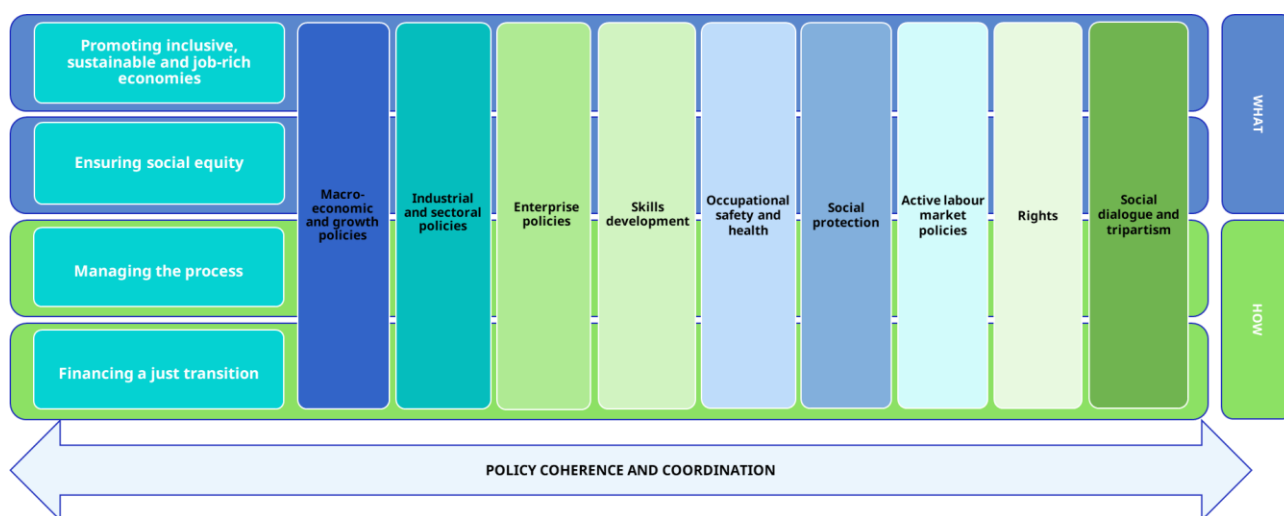 Promoting inclusive,
sustainable and job-rich
economies
Ensuring social equity
Managing the process
Financing a just transition
Macro-
economic
and growth
policies
Industrial
and sectoral
policies
Enterprise
policies
Skills
development
Occupational
safety and
health
Social
protection
Active labour
market
policies
Rights
Social
dialogue and
tripartism
WHAT
HOW
POLICY COHERENCE AND COORDINATION